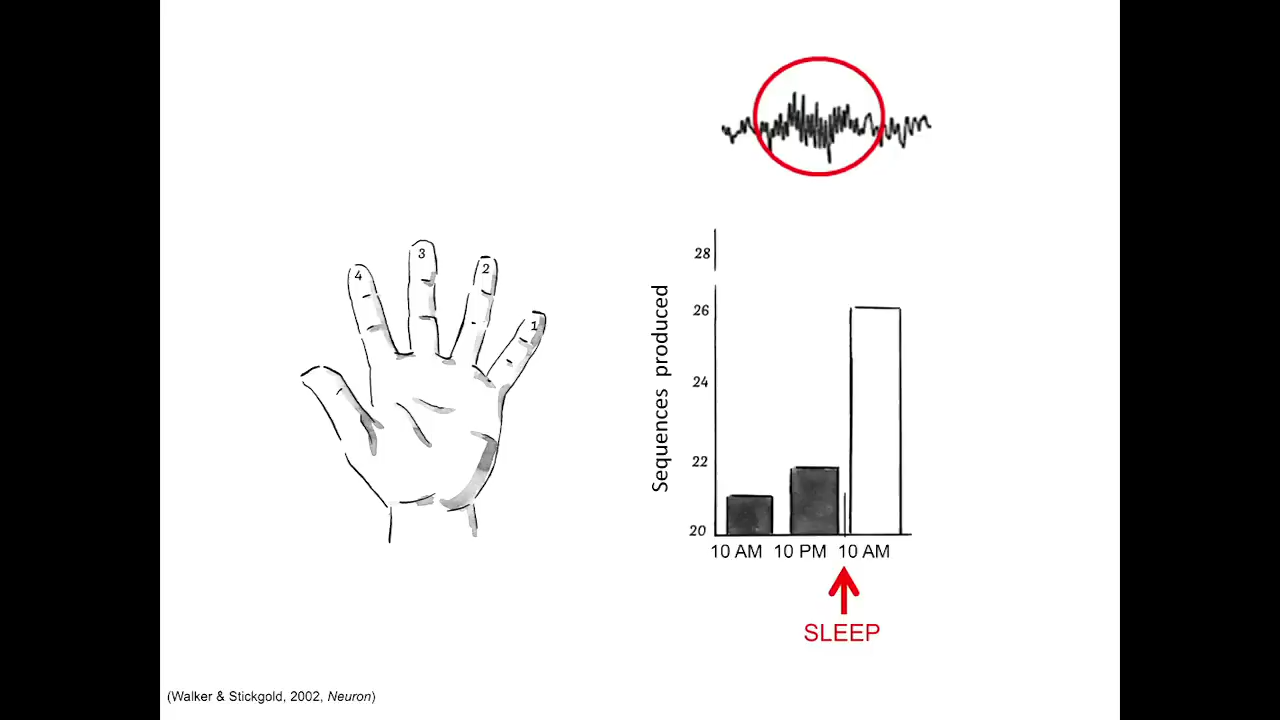 4
3
2
1
Sequences produced
28
26
24
22
20
10 AM 10 PM 10 AM
SLEEP
(Walker & Stickgold, 2002, Neuron)